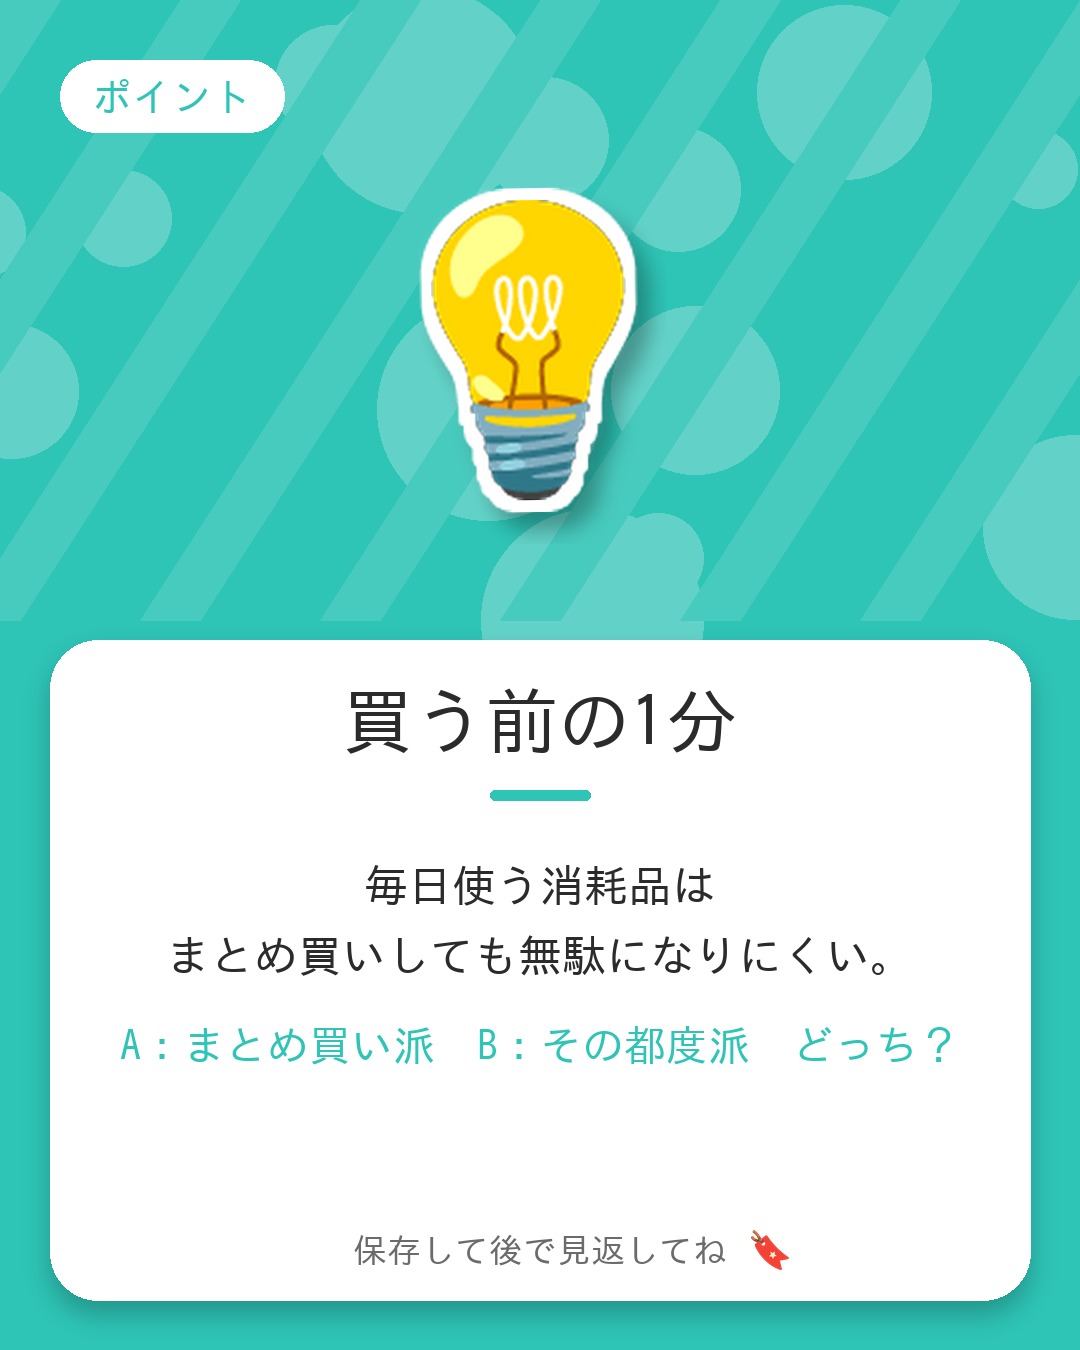 ポイント
買う前の1分
毎日使う消耗品は
まとめ買いしても無駄になりにくい。
A：まとめ買い派　B：その都度派　どっち？
保存して後で見返してね